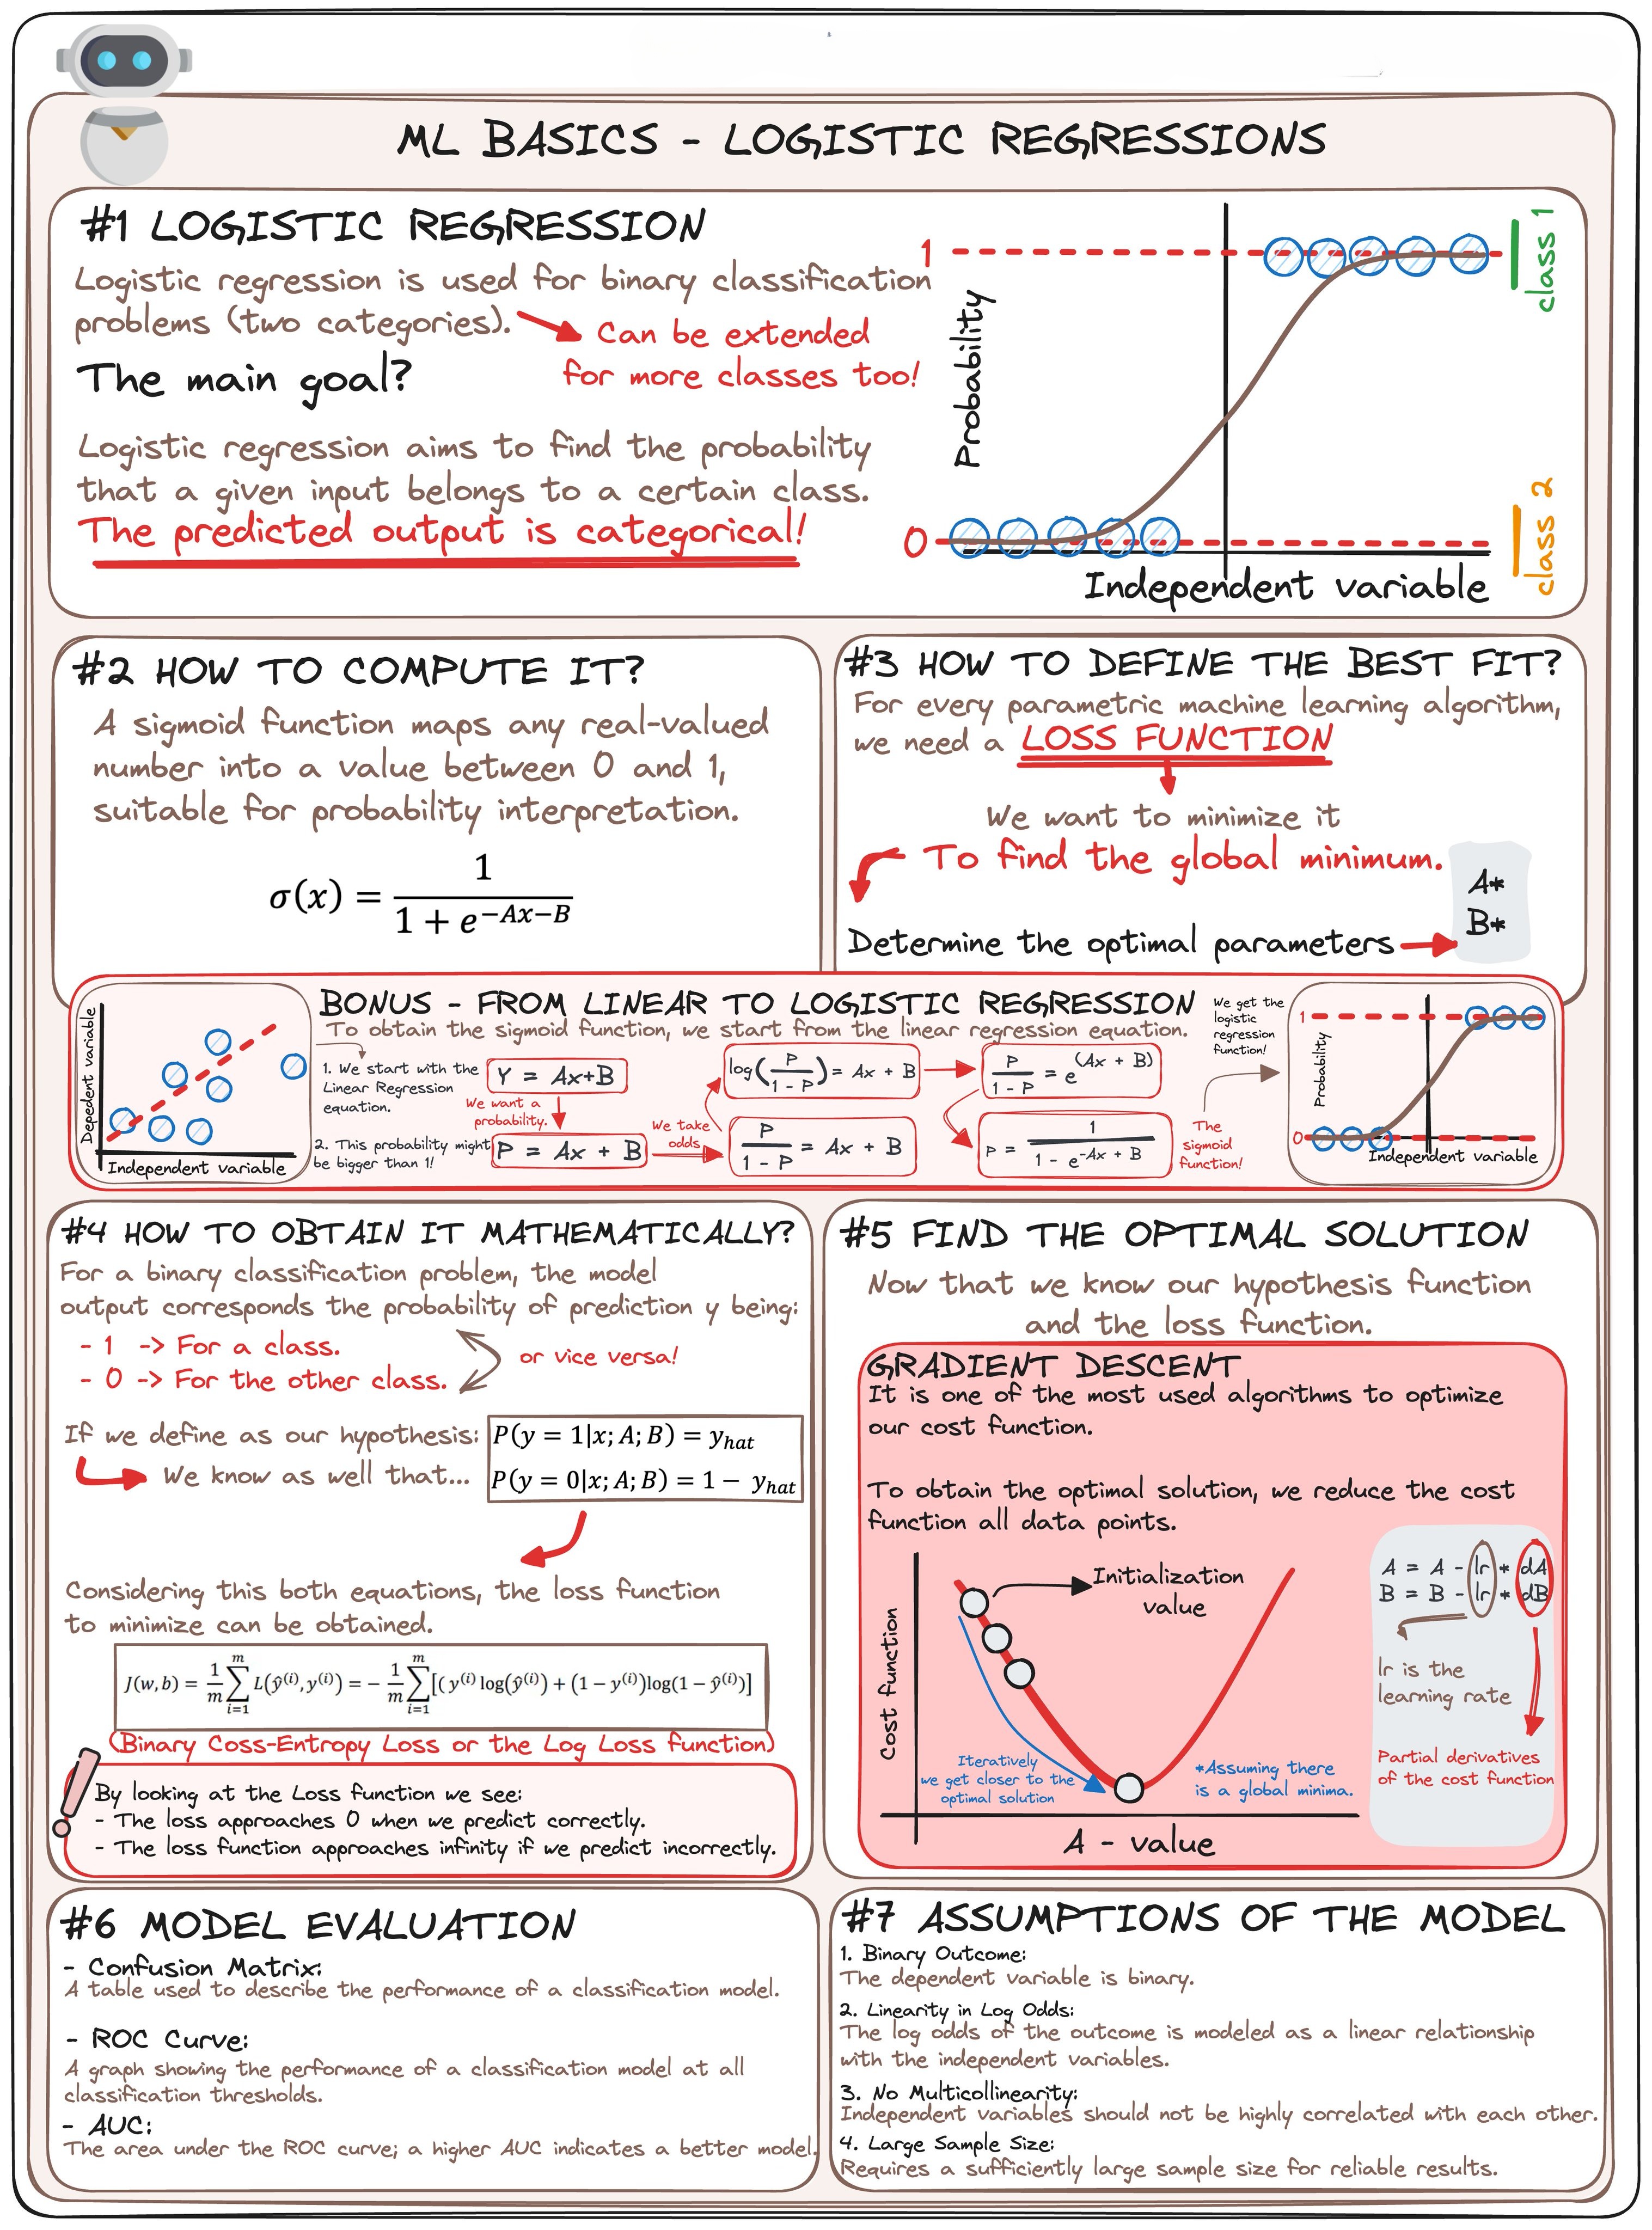 ML BASICS - LOGISTIC REGRESSIONS
#1 LOGISTIC REGRESSION
Logistic regression is used for binary classification
problems (two categories).
Can be extended
for more classes too!
The main goal?
Logistic regression aims to find the probability
that a given input belongs to a certain class.
The predicted output is categorical!
1
Probability
0
Independent variable
class 1
class 2
#2 HOW TO COMPUTE IT?
A sigmoid function maps any real-valued
number into a value between 0 and 1,
suitable for probability interpretation.
σ(x) = 1 / (1 + e^(-Ax-B))
#3 HOW TO DEFINE THE BEST FIT?
For every parametric machine learning algorithm,
we need a LOSS FUNCTION
We want to minimize it
To find the global minimum.
Determine the optimal parameters
A*
B*
BONUS - FROM LINEAR TO LOGISTIC REGRESSION
To obtain the sigmoid function, we start from the linear regression equation.
Depedent variable
Independent variable
1. We start with the
Linear Regression
equation.
Y = Ax+B
We want a
probability.
2. This probability might
be bigger than 1!
P = Ax + B
We take
odds
P / (1 - P) = Ax + B
log(P / (1 - P)) = Ax + B
P / (1 - P) = e^(Ax + B)
P = 1 / (1 - e^-Ax + B)
The
sigmoid
function!
We get the
logistic
regression
function!
1
Probability
0
Independent variable
#4 HOW TO OBTAIN IT MATHEMATICALLY?
For a binary classification problem, the model
output corresponds the probability of prediction y being:
- 1 -> For a class.
- 0 -> For the other class.
or vice versa!
If we define as our hypothesis:
P(y = 1|x; A; B) = y_hat
We know as well that...
P(y = 0|x; A; B) = 1 - y_hat
Considering this both equations, the loss function
to minimize can be obtained.
J(w, b) = 1/m ∑_{i=1}^{m} L(ŷ^(i), y^(i)) = - 1/m ∑_{i=1}^{m} [( y^(i) log(ŷ^(i)) + (1 - y^(i))log(1 - ŷ^(i))]
(Binary Coss-Entropy Loss or the Log Loss function)
By looking at the Loss function we see:
- The loss approaches 0 when we predict correctly.
- The loss function approaches infinity if we predict incorrectly.
#5 FIND THE OPTIMAL SOLUTION
Now that we know our hypothesis function
and the loss function.
GRADIENT DESCENT
It is one of the most used algorithms to optimize
our cost function.
To obtain the optimal solution, we reduce the cost
function all data points.
Cost function
Initialization
value
Iteratively
we get closer to the
optimal solution
*Assuming there
is a global minima.
A - value
A = A - lr * dA
B = B - lr * dB
lr is the
learning rate
Partial derivatives
of the cost function
#6 MODEL EVALUATION
- Confusion Matrix:
A table used to describe the performance of a classification model.
- ROC Curve:
A graph showing the performance of a classification model at all
classification thresholds.
- AUC:
The area under the ROC curve; a higher AUC indicates a better model.
#7 ASSUMPTIONS OF THE MODEL
1. Binary Outcome:
The dependent variable is binary.
2. Linearity in Log Odds:
The log odds of the outcome is modeled as a linear relationship
with the independent variables.
3. No Multicollinearity:
Independent variables should not be highly correlated with each other.
4. Large Sample Size:
Requires a sufficiently large sample size for reliable results.